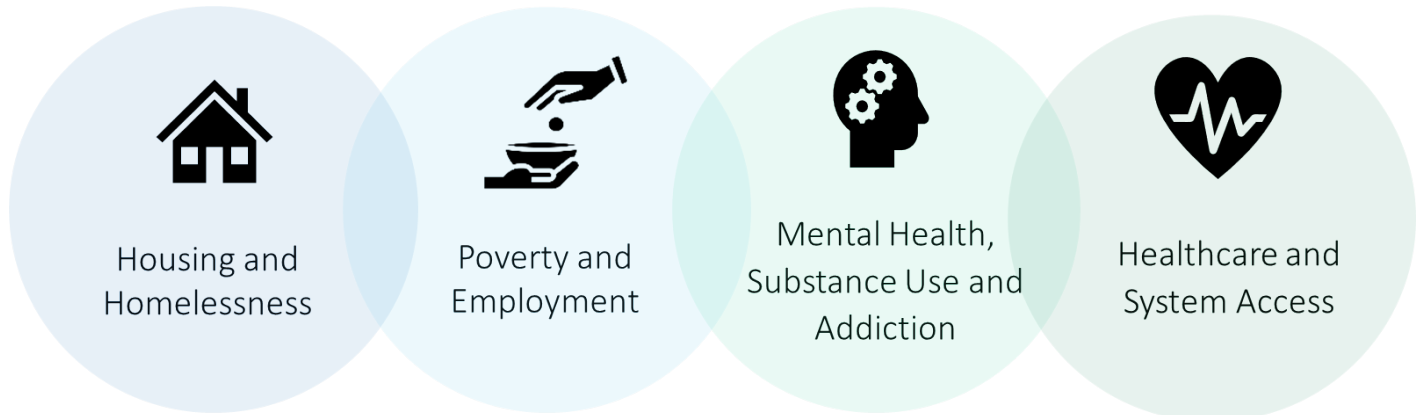 Housing and
Homelessness
Poverty and
Employment
Mental Health,
Substance Use and
Addiction
Healthcare and
System Access